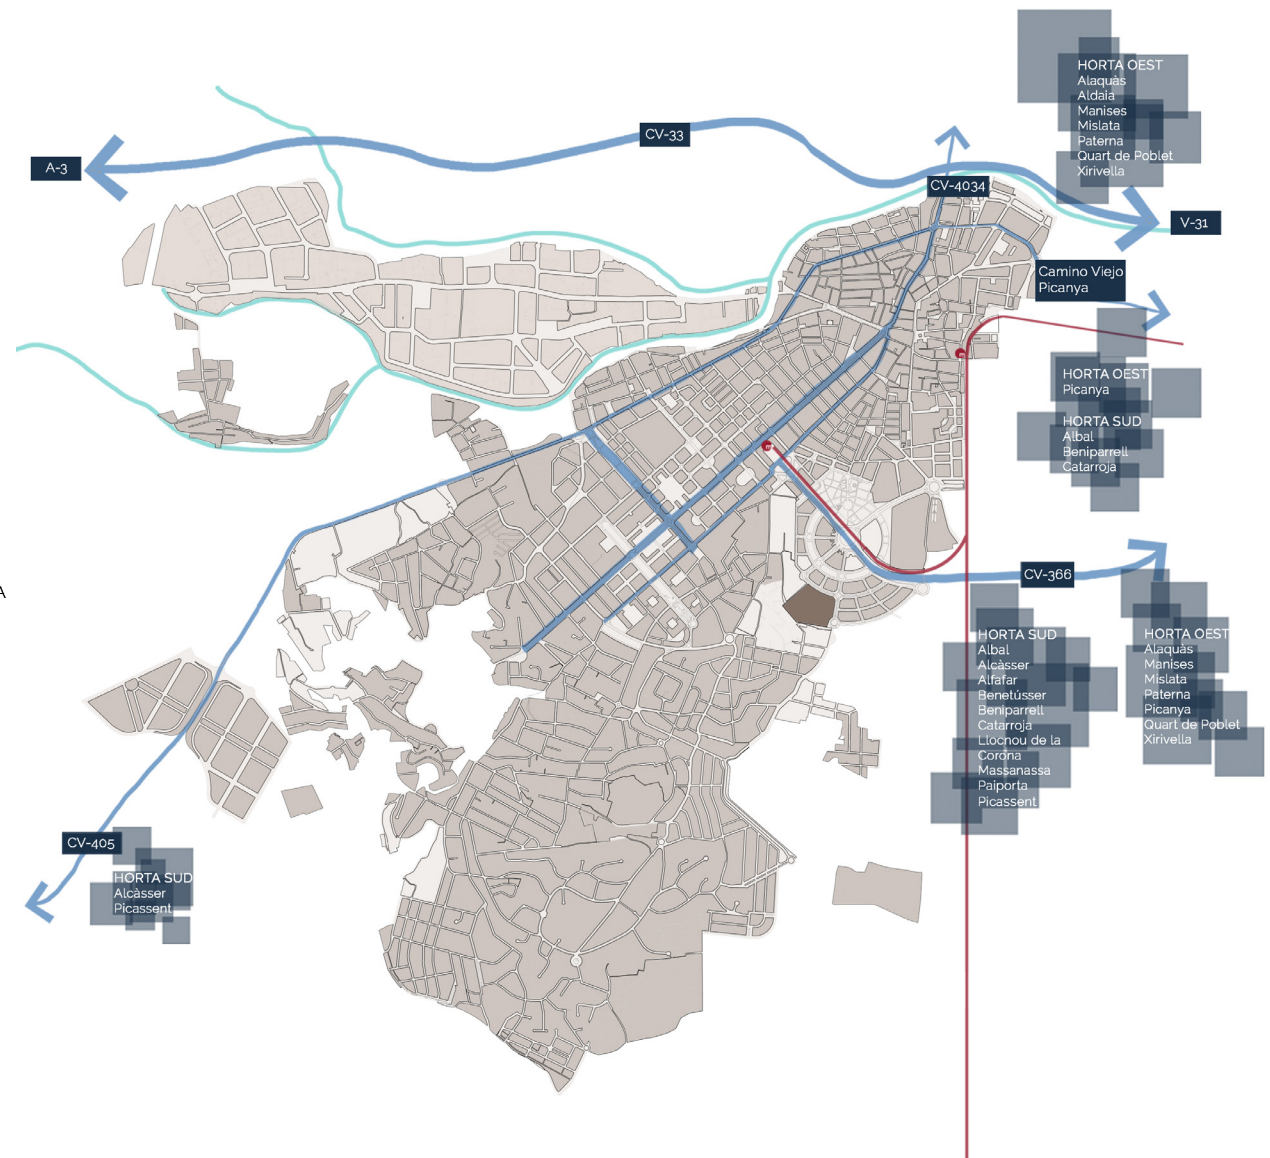 HORTA OEST
Alaquàs
Aldaia
Manises
Mislata
Paterna
Quart de Poblet
Xirivella
CV-33
A-3
CV-4034
V-31
Camino Viejo
Picanya
HORTA OEST
Picanya
HORTA SUD
Albal
Beniparrell
Catarroja
CV-366
A
HORTA SUD
Albal
Alcàsser
Alfafar
Benetússer
Beniparrell
Catarroja
Llocnou de la
Corona
Massanassa
Paiporta
Picassent
HORTA OEST
Alaquàs
Manises
Mislata
Paterna
Picanya
Quart de Poblet
Xirivella
CV-405
HORTA SUD
Alcàsser
Picassent